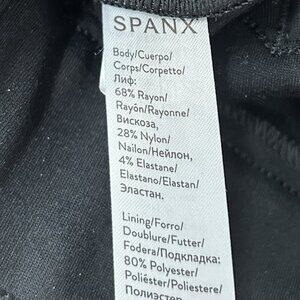 SPANX
Body/Cuerpo/
Corps/Corpetto/
Лиф:
68% Rayon/
Rayón/Rayonne/
Вискоза,
28% Nylon/
Nailon/Нейлон,
4% Elastane/
Elastano/Elastan/
Эластан.
Lining/Forro/
Doublure/Futter/
Fodera/Подкладка:
80% Polyester/
Poliéster/Poliestere/
Полиэстер